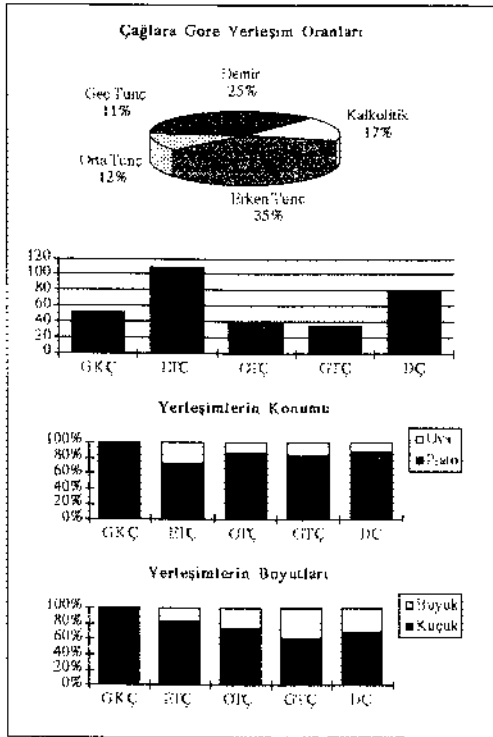 Çağlara Göre Yerleşim Oranları
Demir
25%
Geç Tunç
11%
Kalkolitik
17%
Orta Tunç
12%
Erken Tunç
35%
120
100
80
60
40
20
0
GKÇ ETÇ OTÇ GTÇ DÇ
Yerleşimlerin Konumu
100%
80%
60%
40%
20%
0%
Ova
Plato
GKÇ ETÇ OTÇ GTÇ DÇ
Yerleşimlerin Boyutları
100%
80%
60%
40%
20%
0%
Büyük
Küçük
GKÇ ETÇ OTÇ GTÇ DÇ